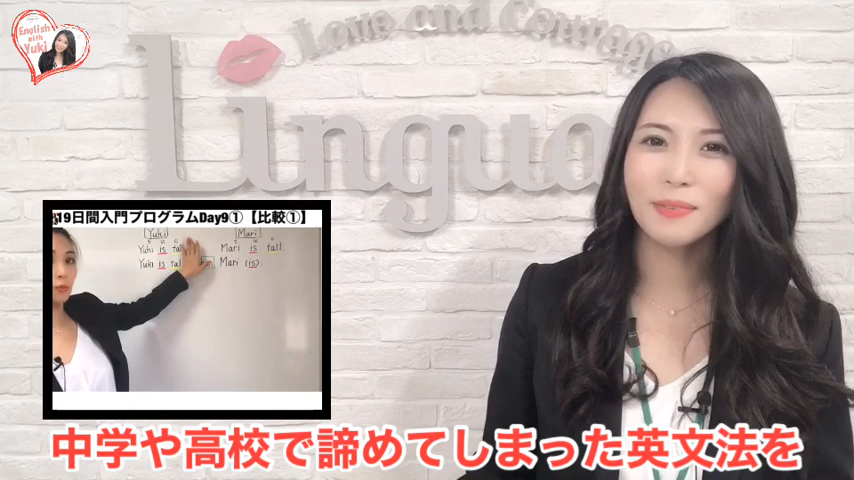 English
with
Yuki
Love and Courage
Lingua
19日間入門プログラムDay9①【比較①】
Yuki
Mari
S V C
S V C
Yuki is tall
Mari is tall.
Yuki is tal
Mari (is).
中学や高校で諦めてしまった英文法を